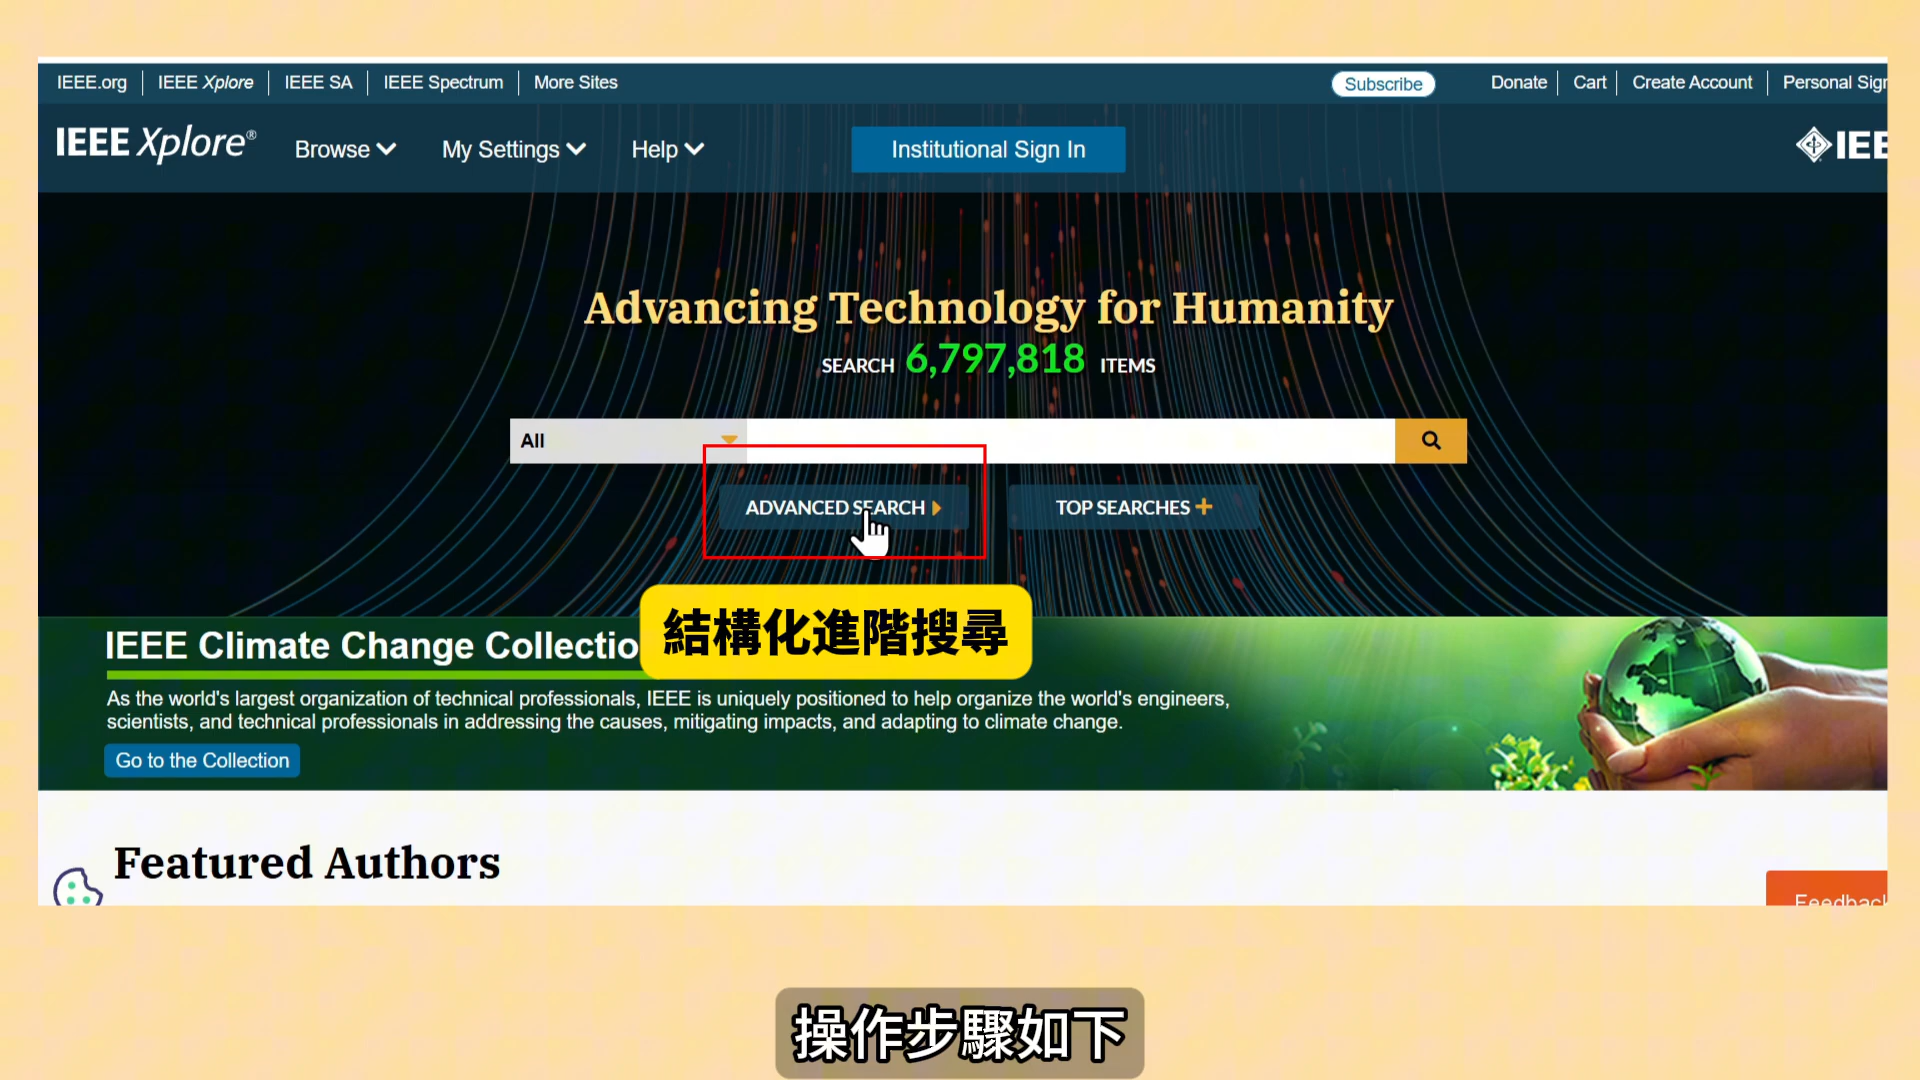 IEEE.org IEEE Xplore IEEE SA IEEE Spectrum More Sites Subscribe Donate Cart Create Account Personal Sign
IEEE Xplore® Browse My Settings Help Institutional Sign In IEEE
Advancing Technology for Humanity
SEARCH 6,797,818 ITEMS
All
ADVANCED SEARCH TOP SEARCHES
結構化進階搜尋
IEEE Climate Change Collectio
As the world's largest organization of technical professionals, IEEE is uniquely positioned to help organize the world's engineers,
scientists, and technical professionals in addressing the causes, mitigating impacts, and adapting to climate change.
Go to the Collection
Featured Authors
Feedback
操作步驟如下